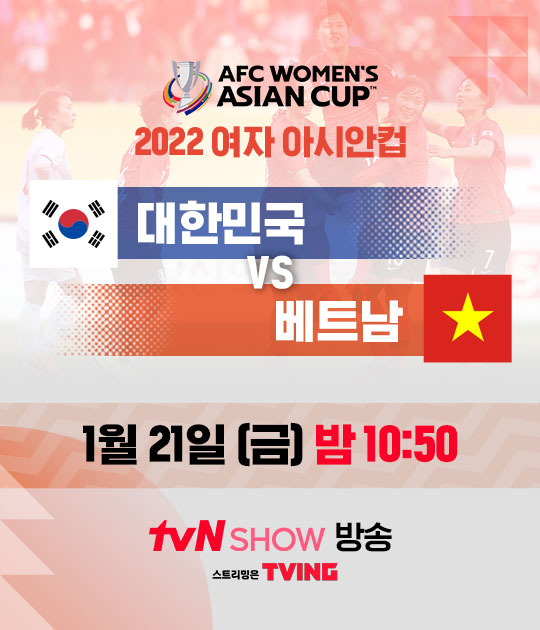 AFC WOMEN'S
ASIAN CUP™
2022 여자 아시안컵
대한민국
VS
베트남
1월 21일 (금) 밤 10:50
tvN SHOW 방송
스트리밍은 TVING